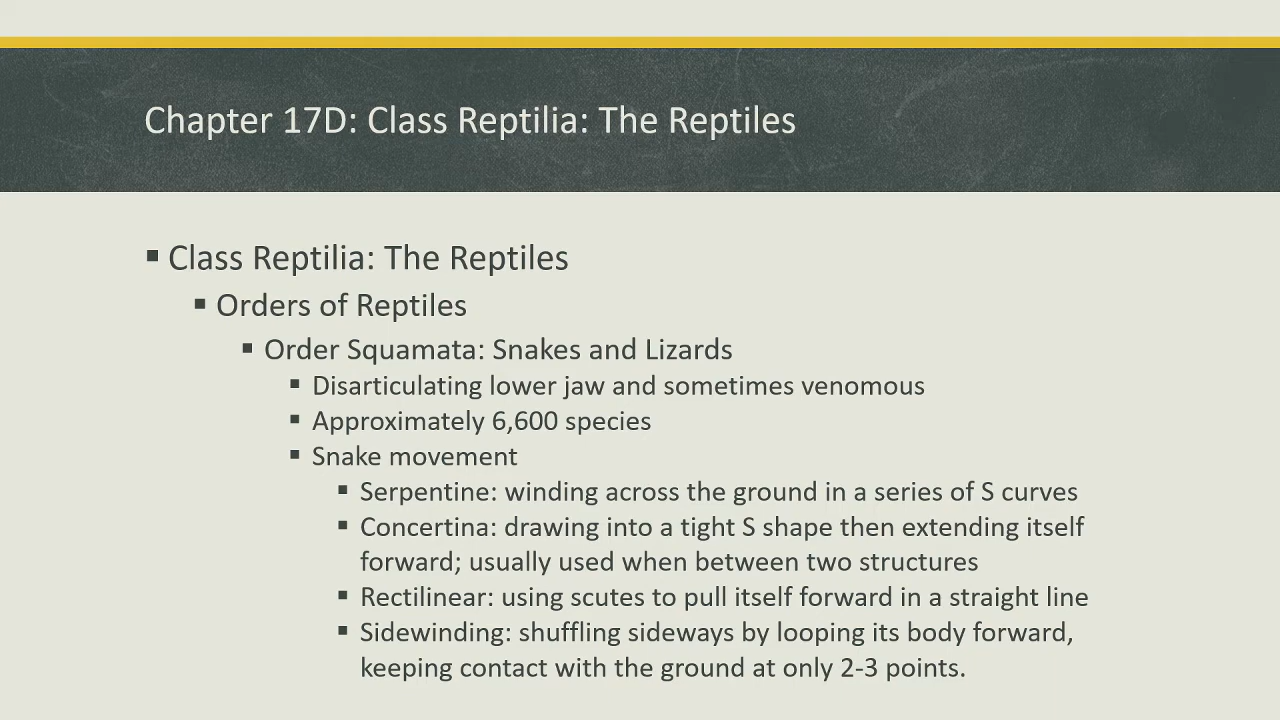 Chapter 17D: Class Reptilia: The Reptiles
▪ Class Reptilia: The Reptiles
▪ Orders of Reptiles
▪ Order Squamata: Snakes and Lizards
▪ Disarticulating lower jaw and sometimes venomous
▪ Approximately 6,600 species
▪ Snake movement
▪ Serpentine: winding across the ground in a series of S curves
▪ Concertina: drawing into a tight S shape then extending itself
forward; usually used when between two structures
▪ Rectilinear: using scutes to pull itself forward in a straight line
▪ Sidewinding: shuffling sideways by looping its body forward,
keeping contact with the ground at only 2-3 points.